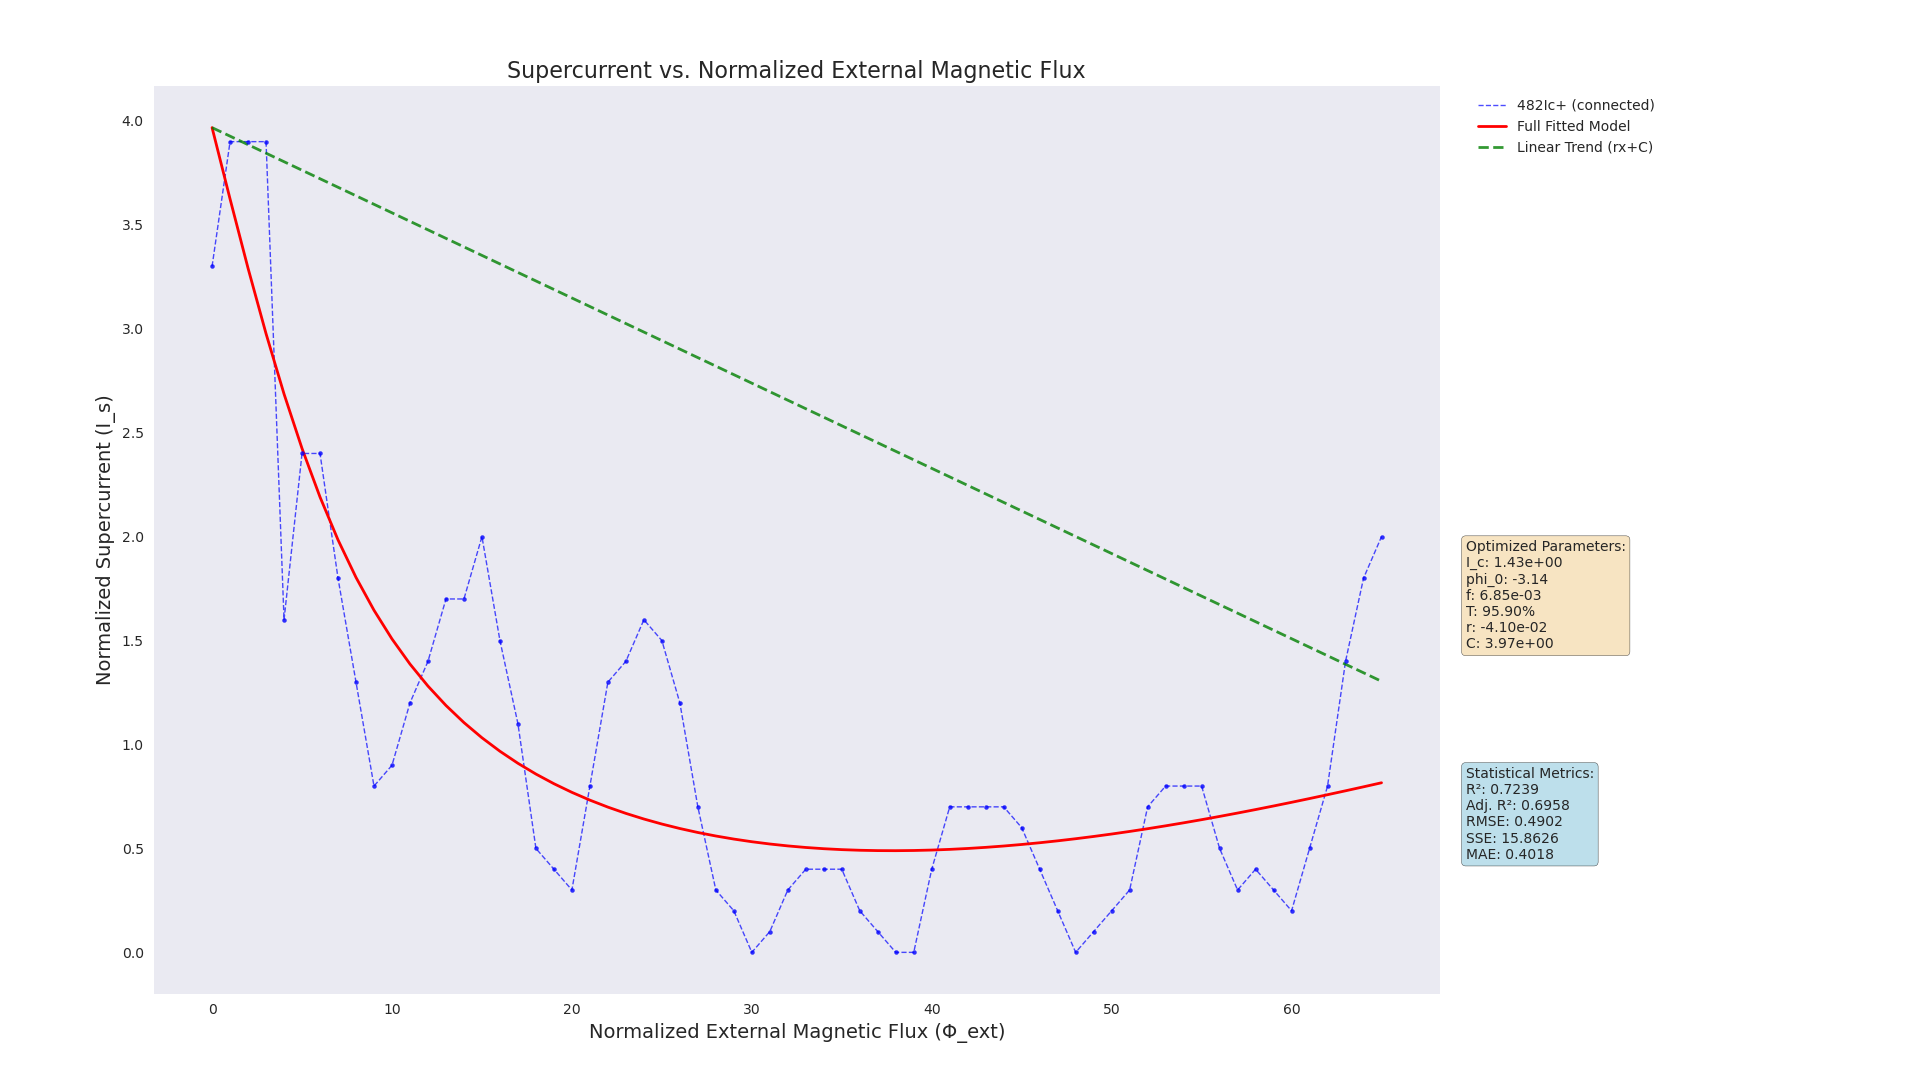 Supercurrent vs. Normalized External Magnetic Flux
482Ic+ (connected)
Full Fitted Model
Linear Trend (rx+C)
Normalized Supercurrent (I_s)
4.0
3.5
3.0
2.5
2.0
1.5
1.0
0.5
0.0
0
10
20
30
40
50
60
Normalized External Magnetic Flux (Φ_ext)
Optimized Parameters:
I_c: 1.43e+00
phi_0: -3.14
f: 6.85e-03
T: 95.90%
r: -4.10e-02
C: 3.97e+00
Statistical Metrics:
R²: 0.7239
Adj. R²: 0.6958
RMSE: 0.4902
SSE: 15.8626
MAE: 0.4018